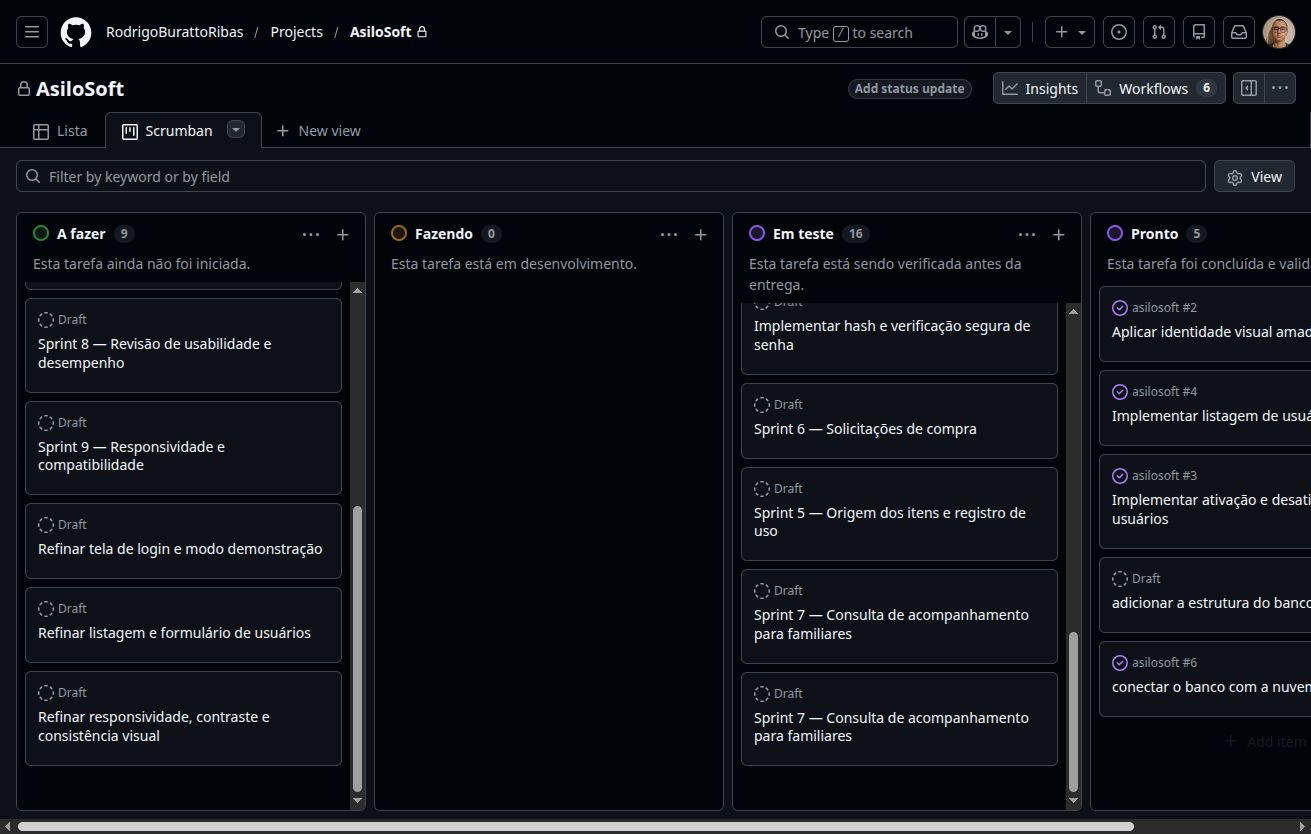 RodrigoBurattoRibas / Projects / AsiloSoft
Type / to search
AsiloSoft
Add status update
Insights
Workflows 6
Lista
Scrumban
New view
Filter by keyword or by field
View
A fazer 9
Esta tarefa ainda não foi iniciada.
Draft
Sprint 8 — Revisão de usabilidade e
desempenho
Draft
Sprint 9 — Responsividade e
compatibilidade
Draft
Refinar tela de login e modo demonstração
Draft
Refinar listagem e formulário de usuários
Draft
Refinar responsividade, contraste e
consistência visual
Fazendo 0
Esta tarefa está em desenvolvimento.
Em teste 16
Esta tarefa está sendo verificada antes da
entrega.
Draft
Implementar hash e verificação segura de
senha
Draft
Sprint 6 — Solicitações de compra
Draft
Sprint 5 — Origem dos itens e registro de
uso
Draft
Sprint 7 — Consulta de acompanhamento
para familiares
Draft
Sprint 7 — Consulta de acompanhamento
para familiares
Pronto 5
Esta tarefa foi concluída e valid
asilosoft #2
Aplicar identidade visual amad
asilosoft #4
Implementar listagem de usuá
asilosoft #3
Implementar ativação e desati
usuários
Draft
adicionar a estrutura do banco
asilosoft #6
conectar o banco com a nuven
Add item